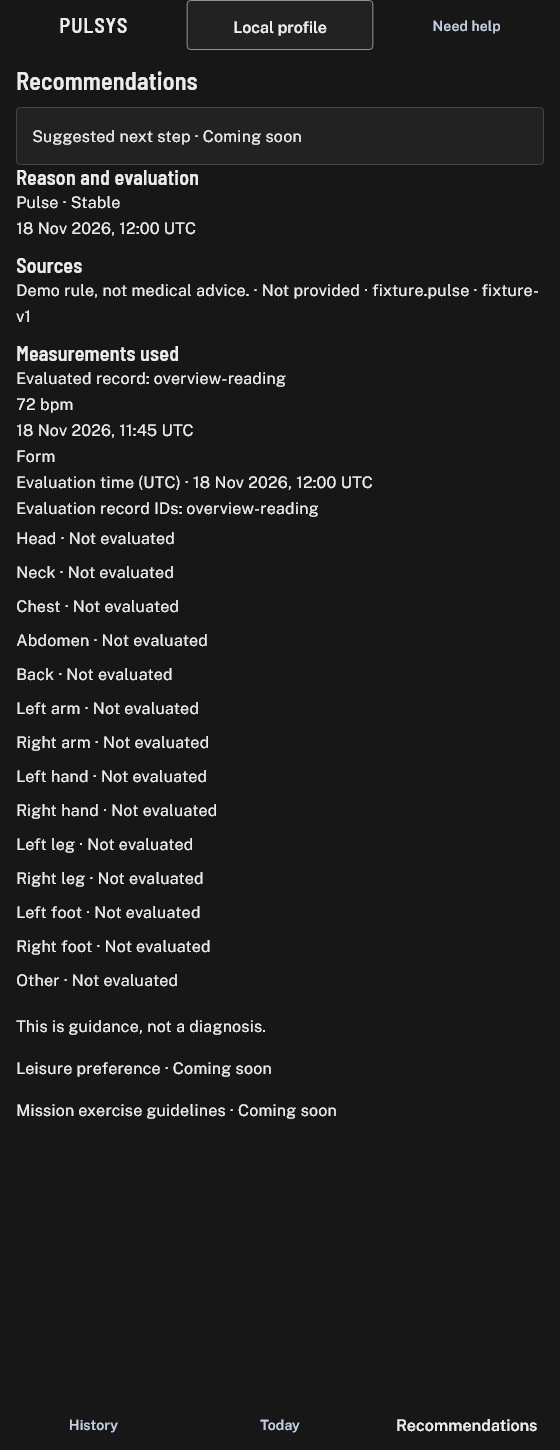 PULSYS
Local profile
Need help
Recommendations
Suggested next step · Coming soon
Reason and evaluation
Pulse · Stable
18 Nov 2026, 12:00 UTC
Sources
Demo rule, not medical advice. · Not provided · fixture.pulse · fixture-
v1
Measurements used
Evaluated record: overview-reading
72 bpm
18 Nov 2026, 11:45 UTC
Form
Evaluation time (UTC) · 18 Nov 2026, 12:00 UTC
Evaluation record IDs: overview-reading
Head · Not evaluated
Neck · Not evaluated
Chest · Not evaluated
Abdomen · Not evaluated
Back · Not evaluated
Left arm · Not evaluated
Right arm · Not evaluated
Left hand · Not evaluated
Right hand · Not evaluated
Left leg · Not evaluated
Right leg · Not evaluated
Left foot · Not evaluated
Right foot · Not evaluated
Other · Not evaluated
This is guidance, not a diagnosis.
Leisure preference · Coming soon
Mission exercise guidelines · Coming soon
History
Today
Recommendations